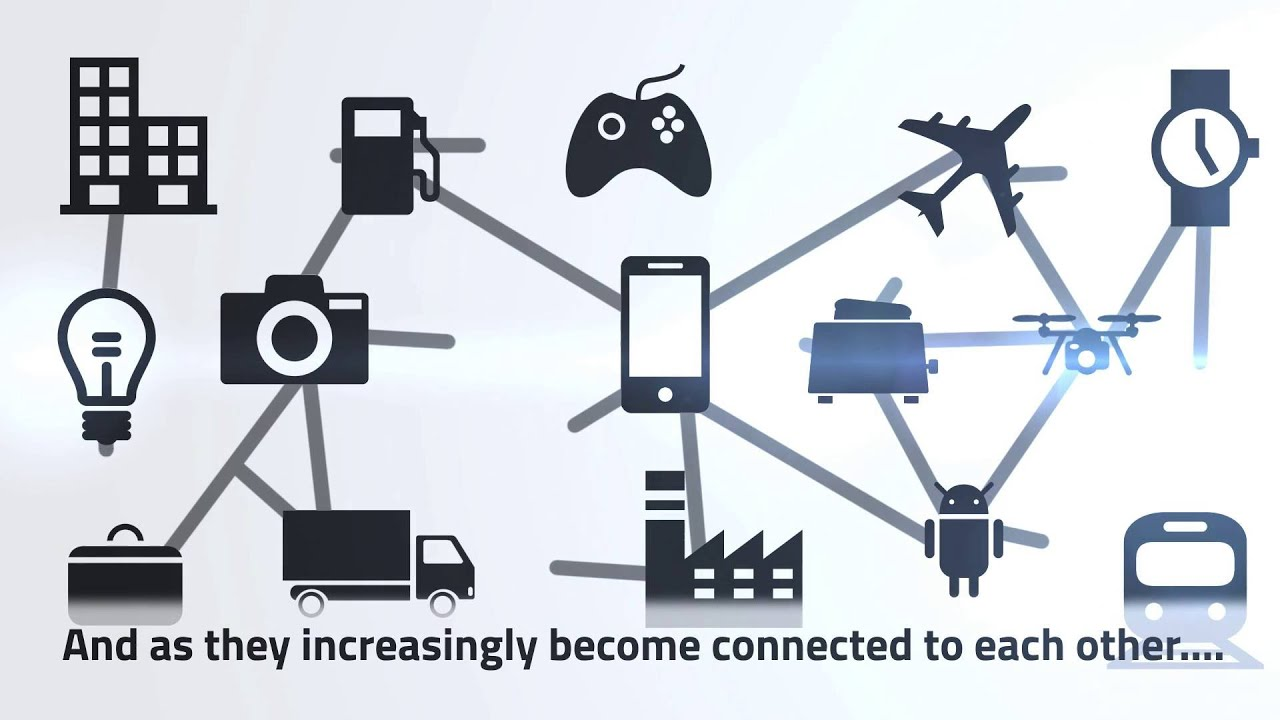 And as they increasingly become connected to each other....